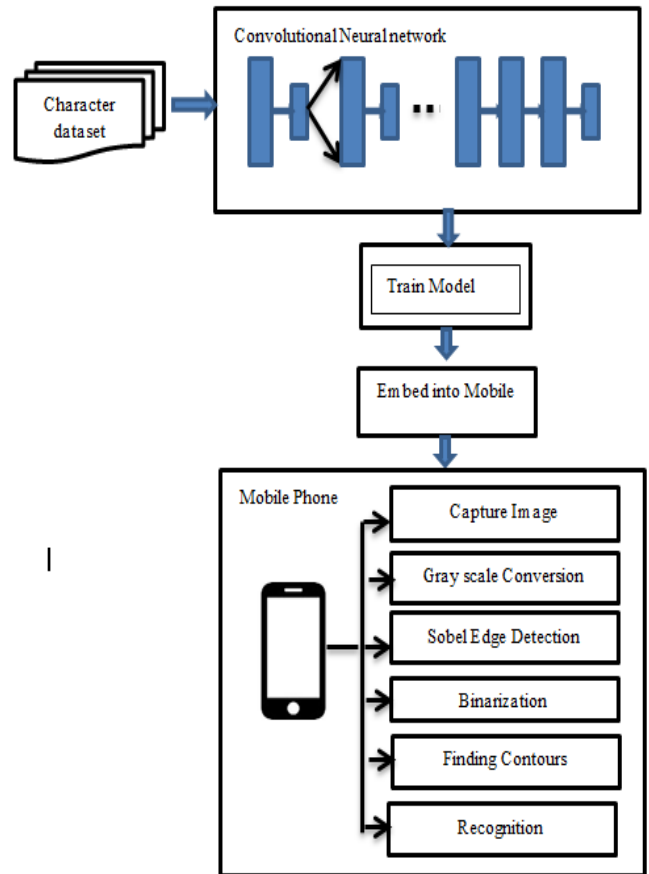 Convolutional Neural network
Character
dataset
Train Model
Embed into Mobile
Mobile Phone
Capture Image
Gray scale Conversion
Sobel Edge Detection
Binarization
Finding Contours
Recognition